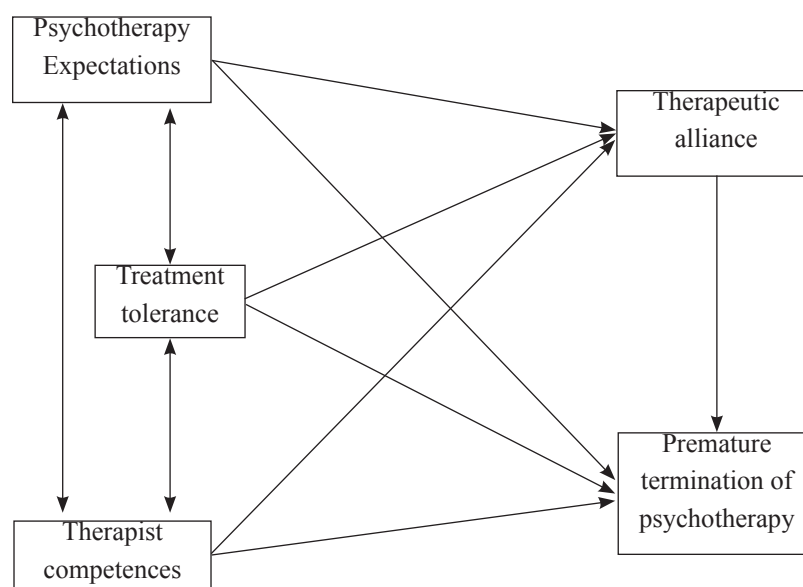 Psychotherapy
Expectations
Therapeutic
alliance
Treatment
tolerance
Premature
termination of
psychotherapy
Therapist
competences